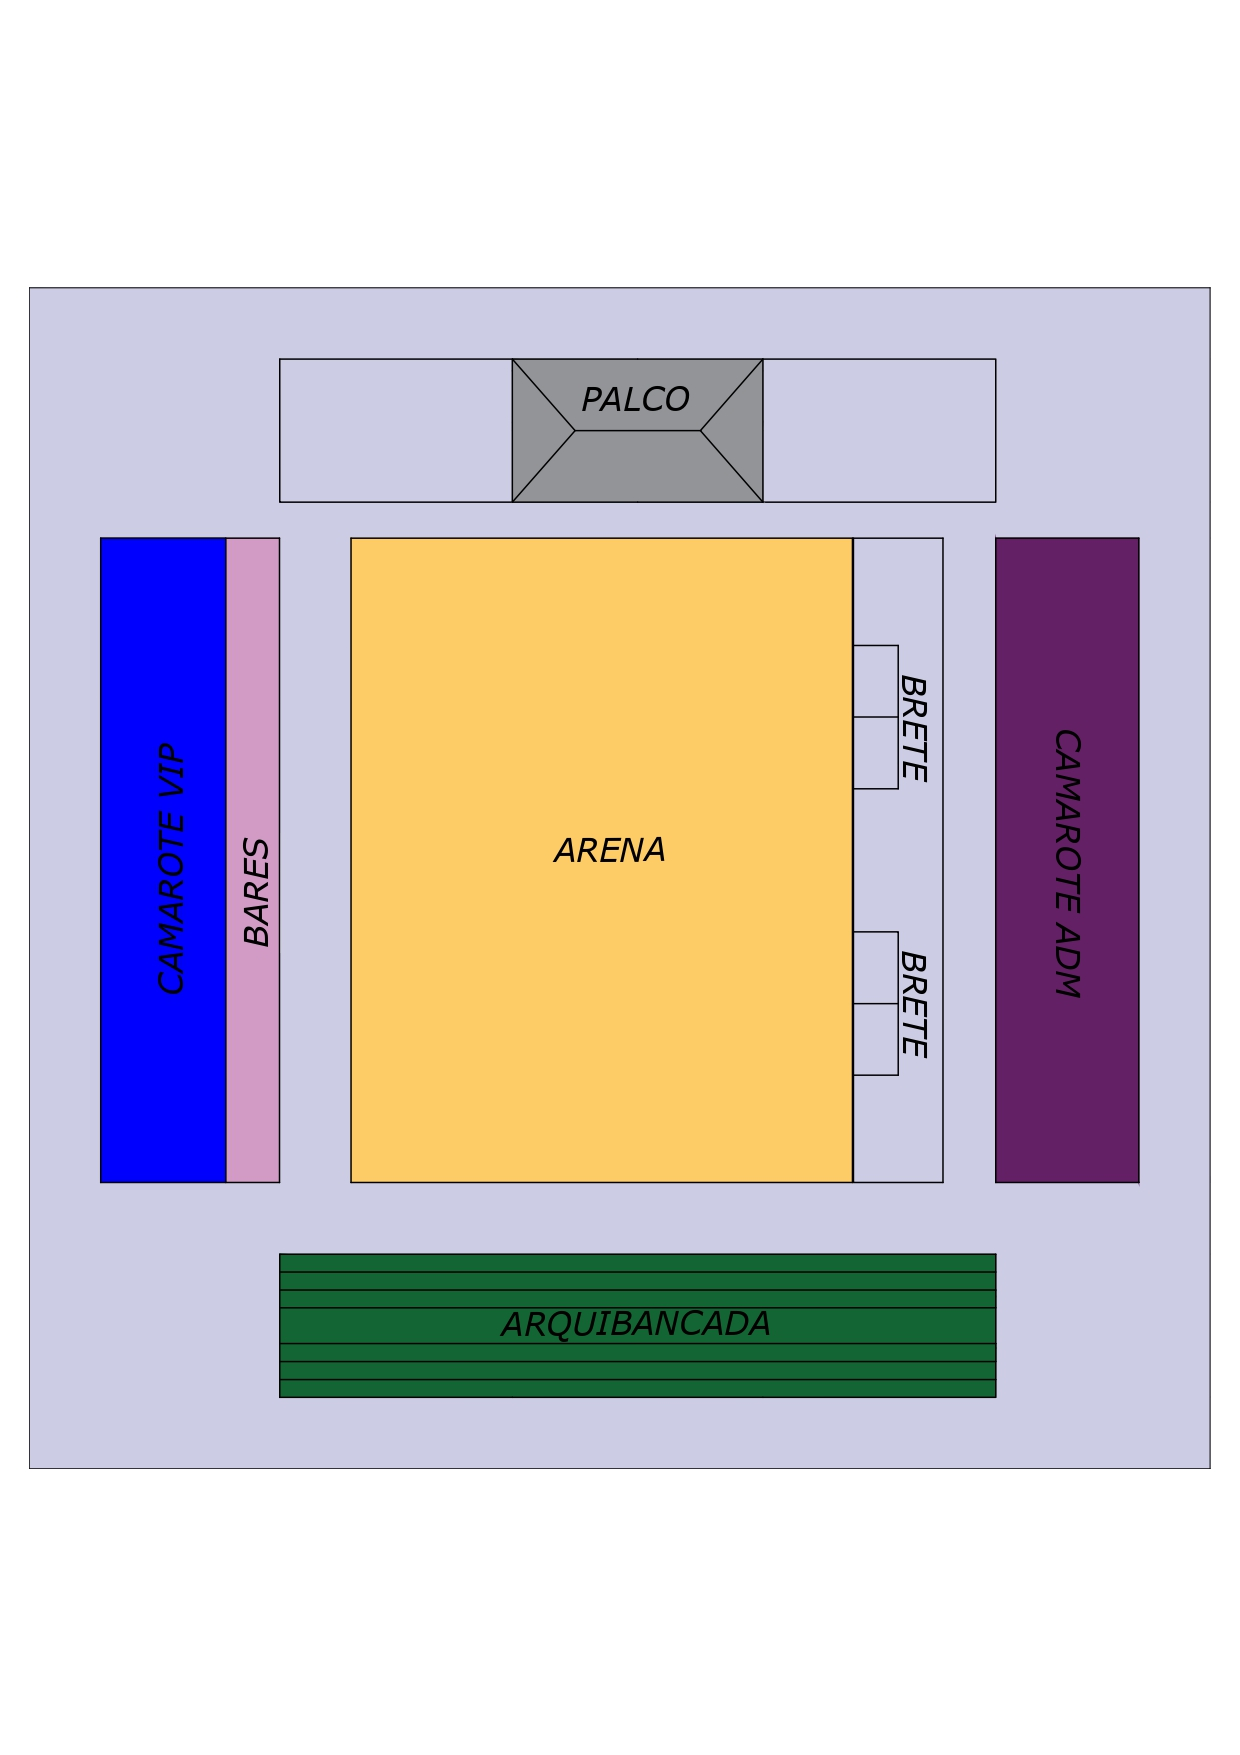 PALCO
CAMAROTE VIP
BARES
ARENA
BRETE
BRETE
CAMAROTE ADM
ARQUIBANCADA